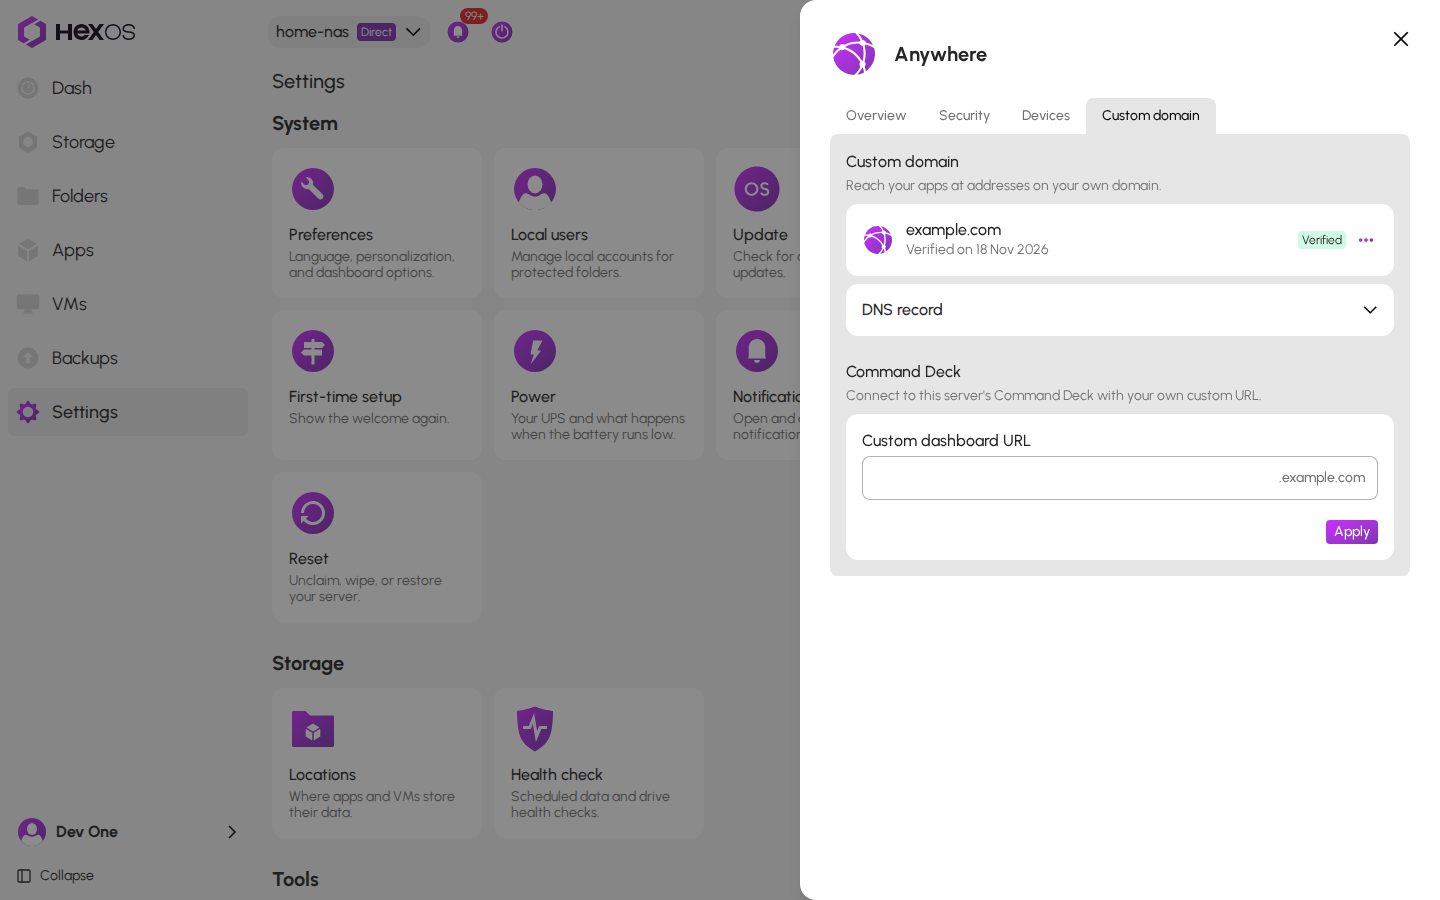 HexOS
home-nas Direct
99+
Dash
Storage
Folders
Apps
VMs
Backups
Settings
Dev One
Collapse
Settings
System
Preferences
Language, personalization,
and dashboard options.
Local users
Manage local accounts for
protected folders.
OS
Update
Check for
updates.
First-time setup
Show the welcome again.
Power
Your UPS and what happens
when the battery runs low.
Open and
Reset
Unclaim, wipe, or restore
your server.
Storage
Locations
Where apps and VMs store
their data.
Health check
Scheduled data and drive
health checks.
Tools
Anywhere
Overview
Security
Devices
Custom domain
Custom domain
Reach your apps at addresses on your own domain.
example.com
Verified on 18 Nov 2026
Verified
DNS record
Command Deck
Connect to this server's Command Deck with your own custom URL.
Custom dashboard URL
.example.com
Apply